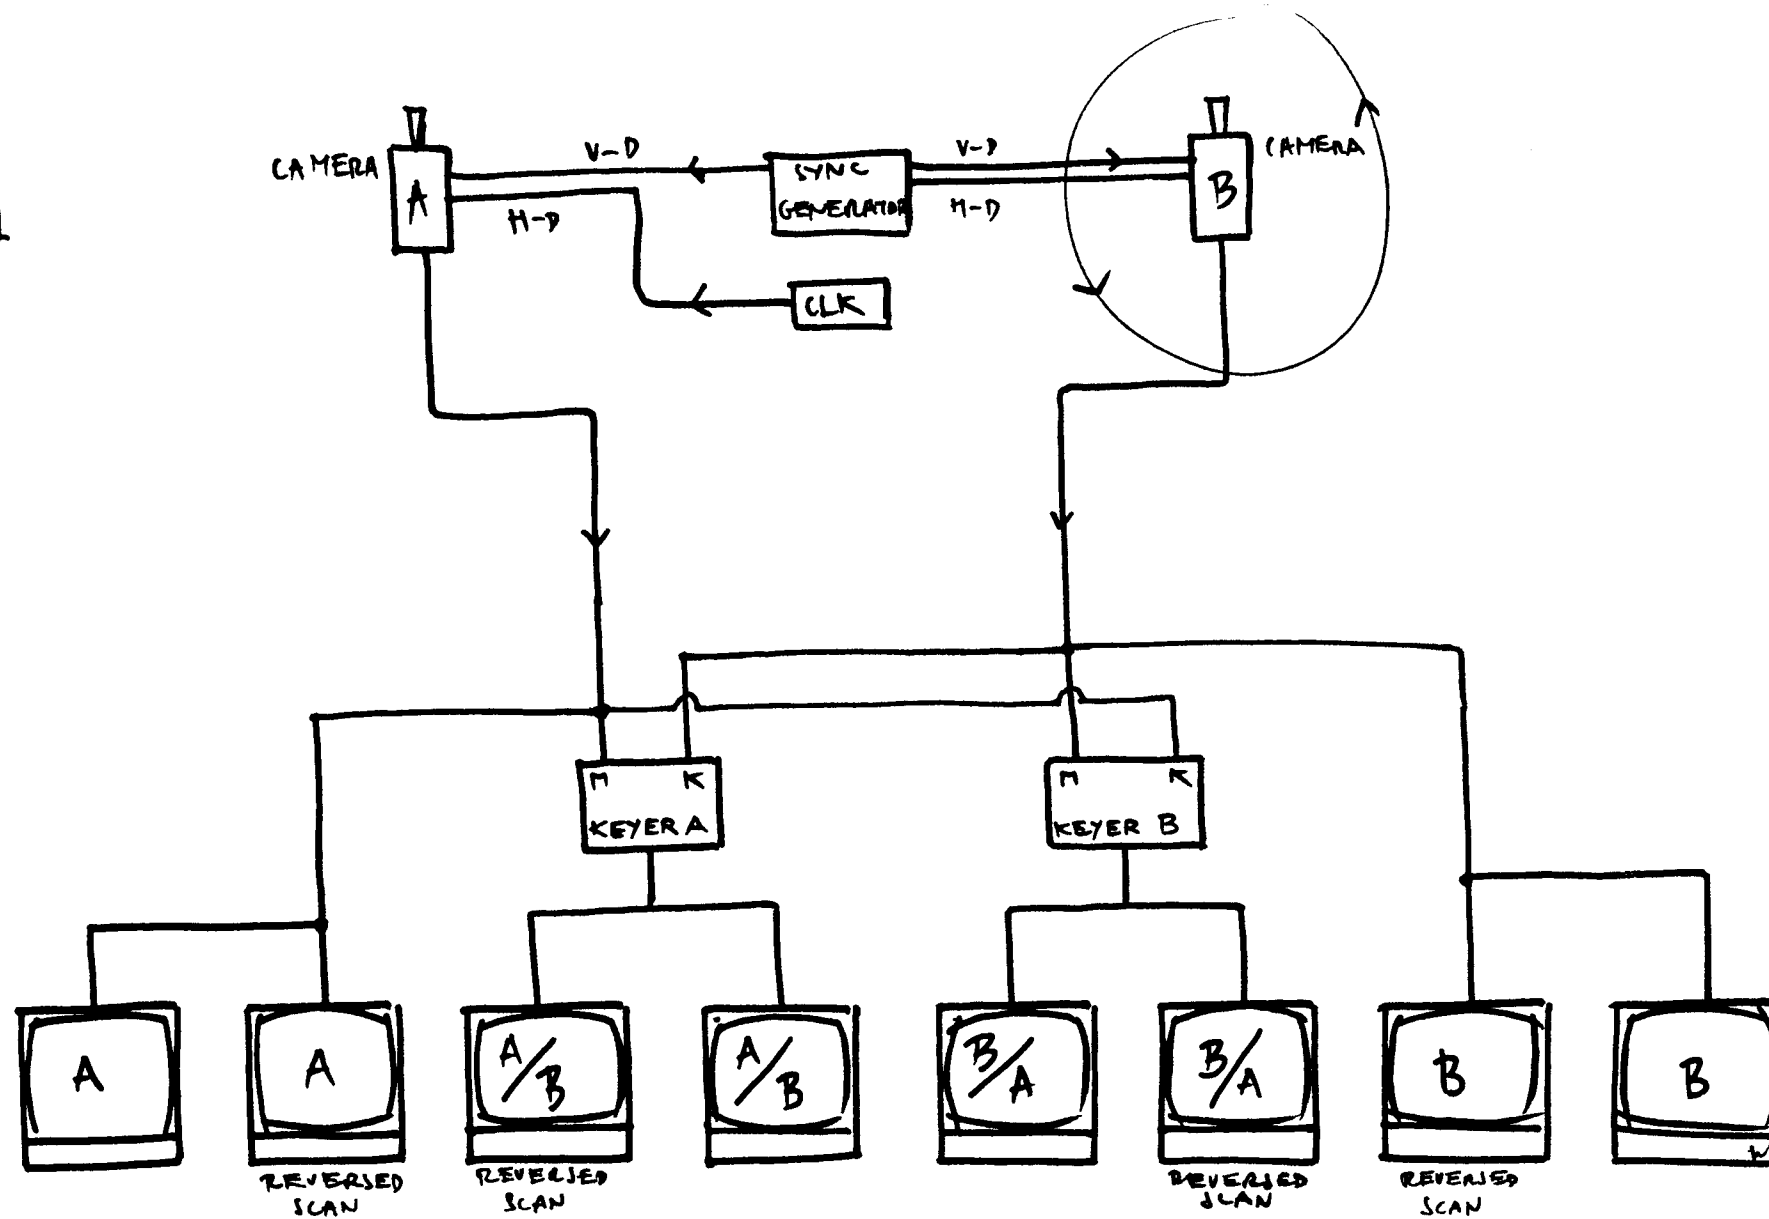 CAMERA
A
V-D
H-D
SYNC
GENERATOR
V-D
H-D
B
CAMERA
CLK
M K
KEYER A
M K
KEYER B
A
A
A/B
A/B
B/A
B/A
B
B
REVERSED
SCAN
REVERSED
SCAN
REVERSED
SCAN
REVERSED
SCAN